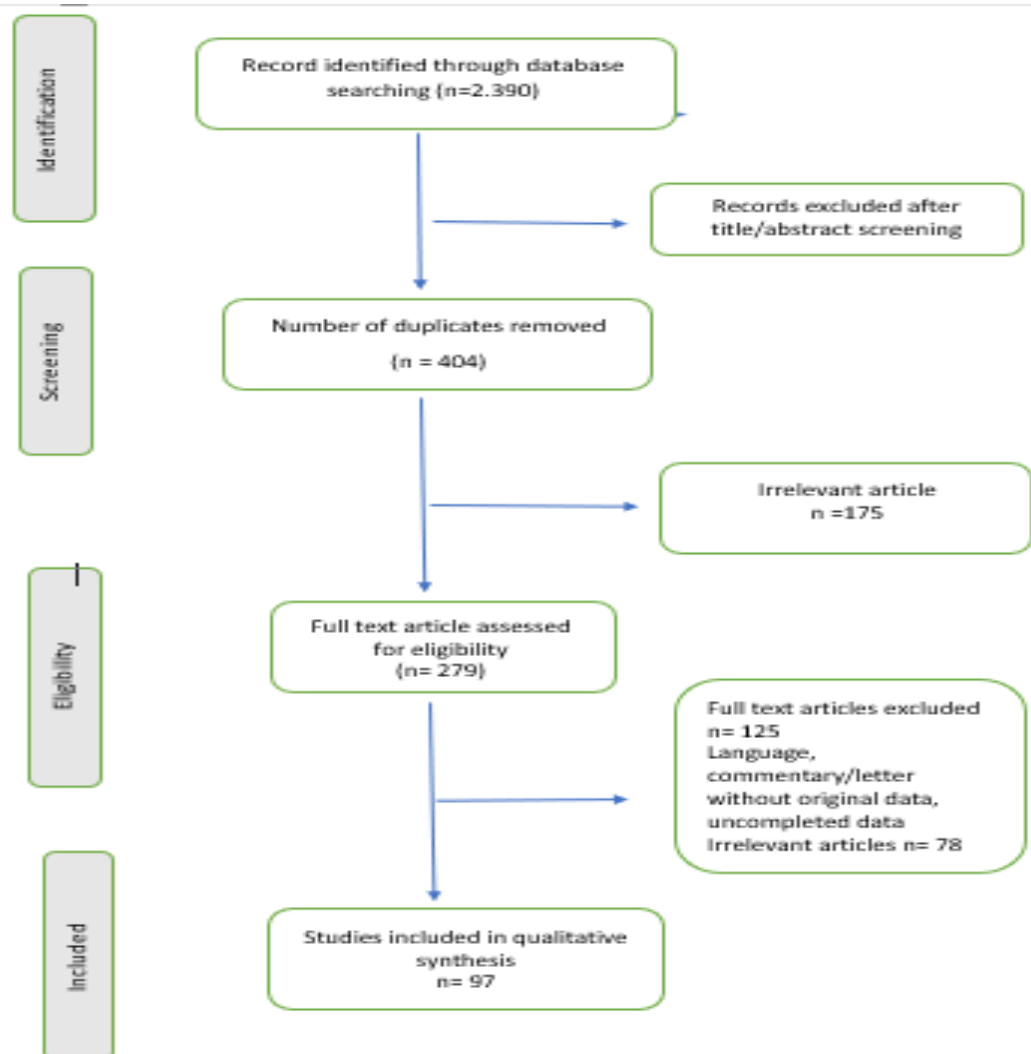 Identification
Record identified through database
searching (n=2.390)
Records excluded after
title/abstract screening
Screening
Number of duplicates removed
(n = 404)
Irrelevant article
n =175
Eligibility
Full text article assessed
for eligibility
(n= 279)
Full text articles excluded
n= 125
Language,
commentary/letter
without original data,
uncompleted data
Irrelevant articles n= 78
Included
Studies included in qualitative
synthesis
n= 97